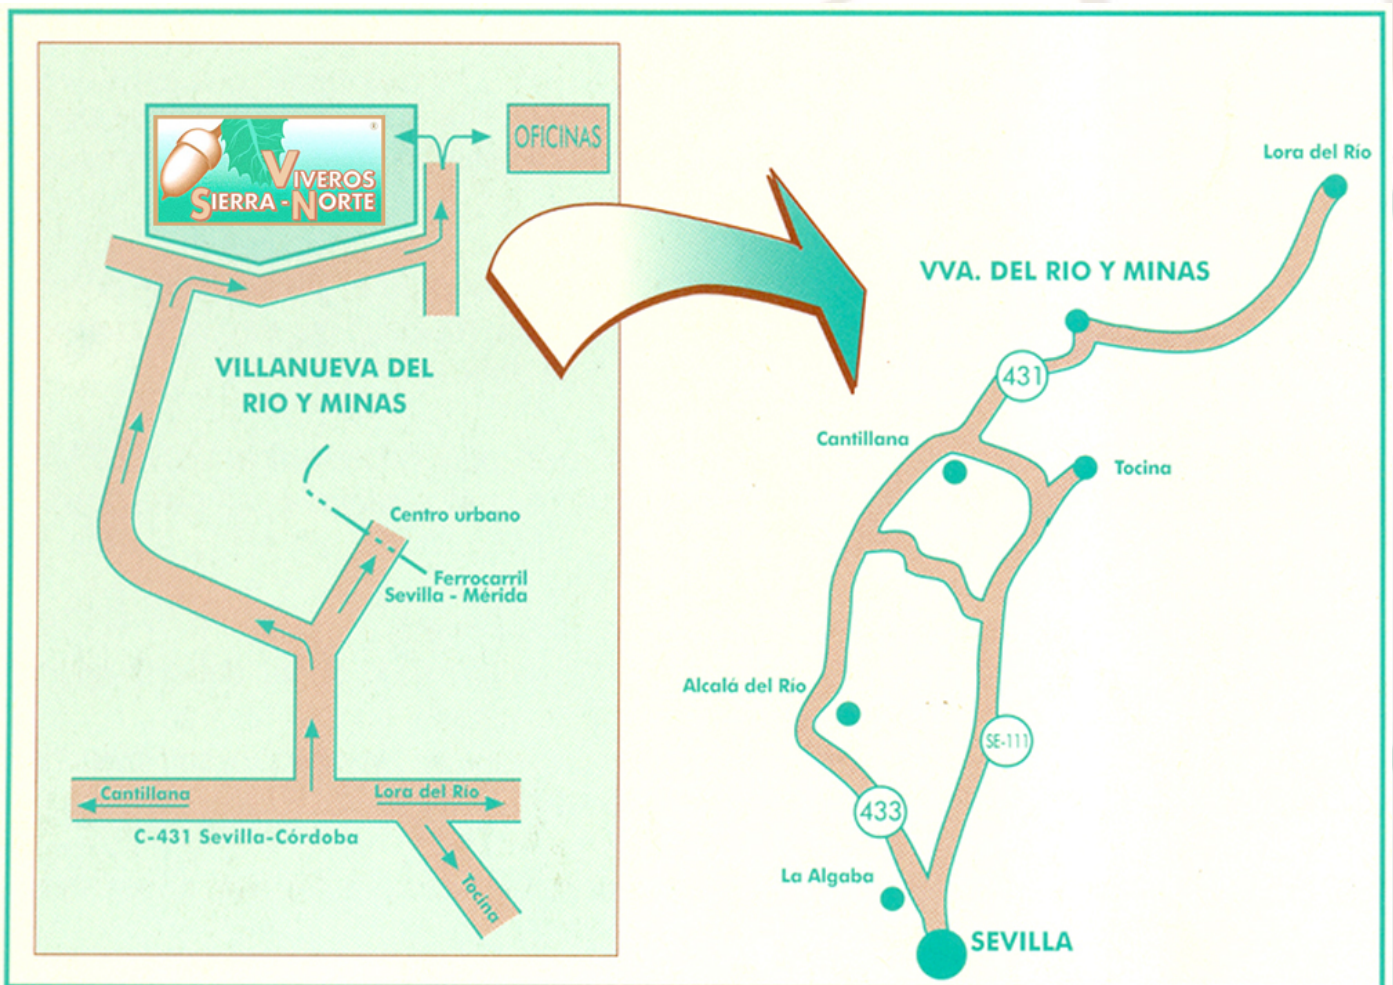 VIVEROS
SIERRA - NORTE
®
OFICINAS
VILLANUEVA DEL
RIO Y MINAS
Centro urbano
Ferrocarril
Sevilla - Mérida
Cantillana
Lora del Río
C-431 Sevilla-Córdoba
Tocina
Lora del Río
VVA. DEL RIO Y MINAS
431
Cantillana
Tocina
Alcalá del Río
SE-111
433
La Algaba
SEVILLA